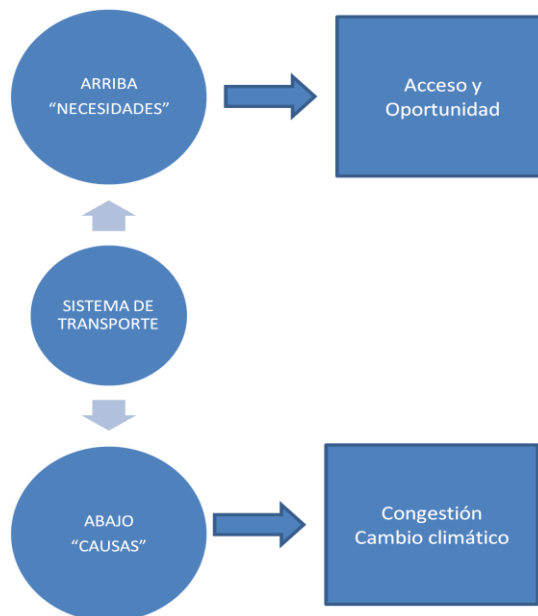 ARRIBA
“NECESIDADES”
Acceso y
Oportunidad
SISTEMA DE
TRANSPORTE
ABAJO
“CAUSAS”
Congestión
Cambio climático